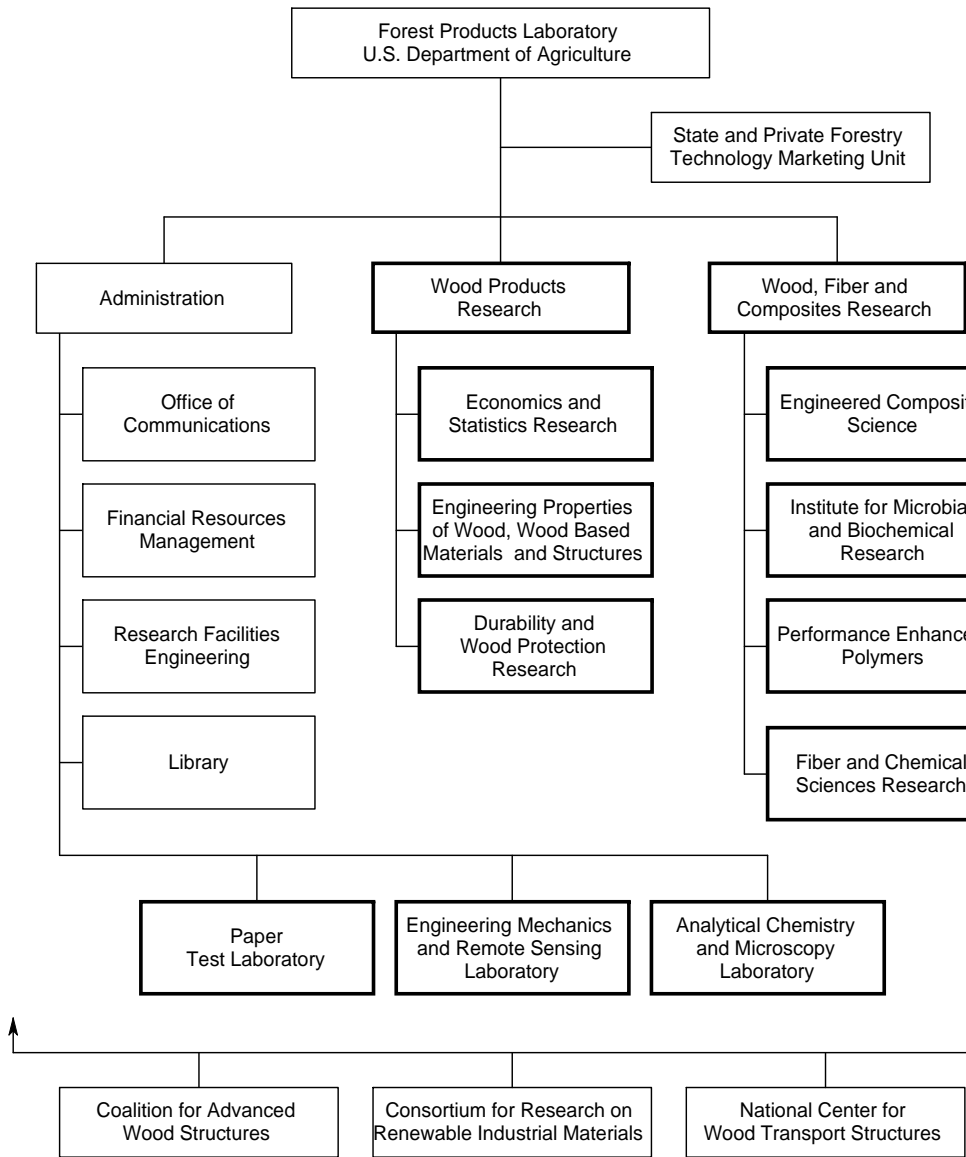 Forest Products Laboratory
U.S. Department of Agriculture
State and Private Forestry
Technology Marketing Unit
Administration
Wood Products
Research
Wood, Fiber and
Composites Research
Office of
Communications
Economics and
Statistics Research
Engineered Composit
Science
Financial Resources
Management
Engineering Properties
of Wood, Wood Based
Materials and Structures
Institute for Microbia
and Biochemical
Research
Research Facilities
Engineering
Durability and
Wood Protection
Research
Performance Enhance
Polymers
Library
Fiber and Chemical
Sciences Research
Paper
Test Laboratory
Engineering Mechanics
and Remote Sensing
Laboratory
Analytical Chemistry
and Microscopy
Laboratory
Coalition for Advanced
Wood Structures
Consortium for Research on
Renewable Industrial Materials
National Center for
Wood Transport Structures